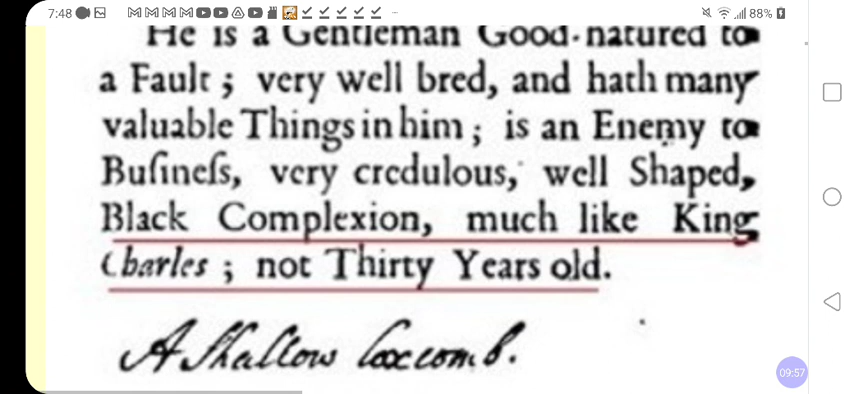 7:48
88%
He is a Gentleman Good-natured to
a Fault; very well bred, and hath many
valuable Things in him; is an Enemy to
Buſineſs, very credulous, well Shaped,
Black Complexion, much like King
Charles; not Thirty Years old.
A Shallow Coxcomb.
09:57